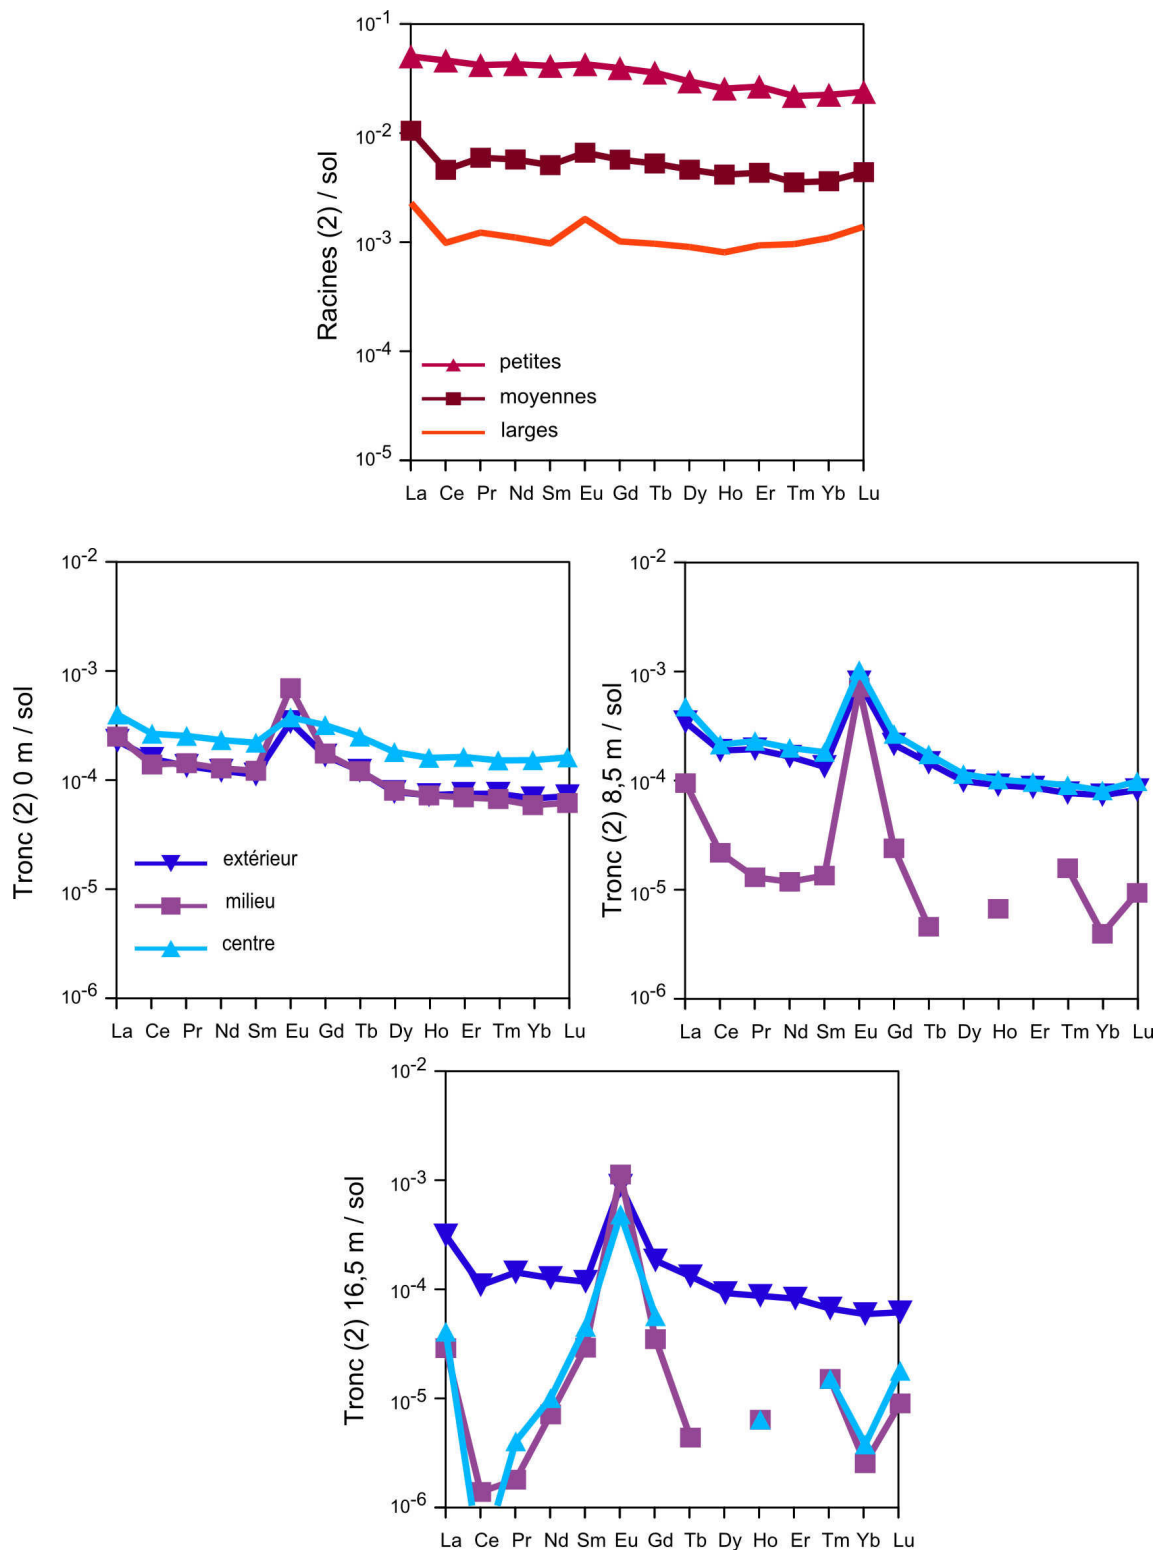 10-1
10-2
10-3
10-4
10-5
Racines (2) / sol
petites
moyennes
larges
La Ce Pr Nd Sm Eu Gd Tb Dy Ho Er Tm Yb Lu
10-2
10-3
10-4
10-5
10-6
Tronc (2) 0 m / sol
extérieur
milieu
centre
La Ce Pr Nd Sm Eu Gd Tb Dy Ho Er Tm Yb Lu
10-2
10-3
10-4
10-5
10-6
Tronc (2) 8,5 m / sol
La Ce Pr Nd Sm Eu Gd Tb Dy Ho Er Tm Yb Lu
10-2
10-3
10-4
10-5
10-6
Tronc (2) 16,5 m / sol
La Ce Pr Nd Sm Eu Gd Tb Dy Ho Er Tm Yb Lu